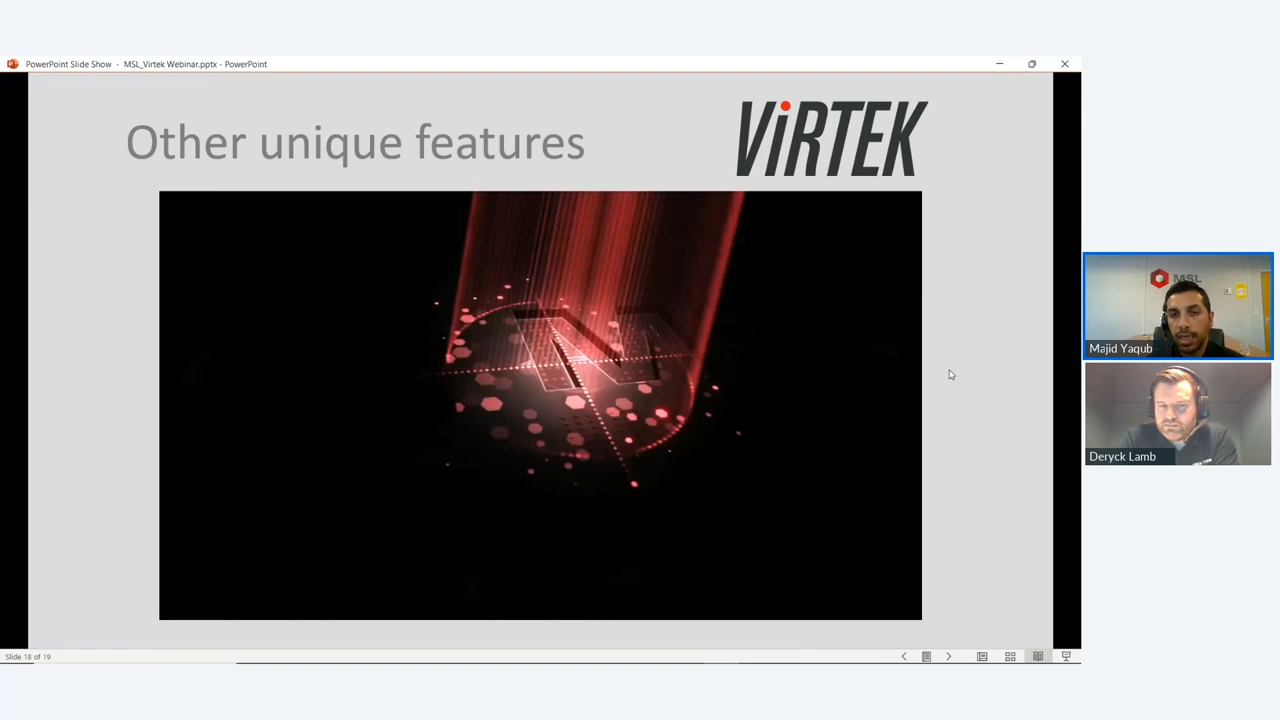 PowerPoint Slide Show - MSL_Virtek Webinar.pptx - PowerPoint
Other unique features
ViRTEK
N
MSL
Majid Yaqub
Deryck Lamb
Slide 18 of 19